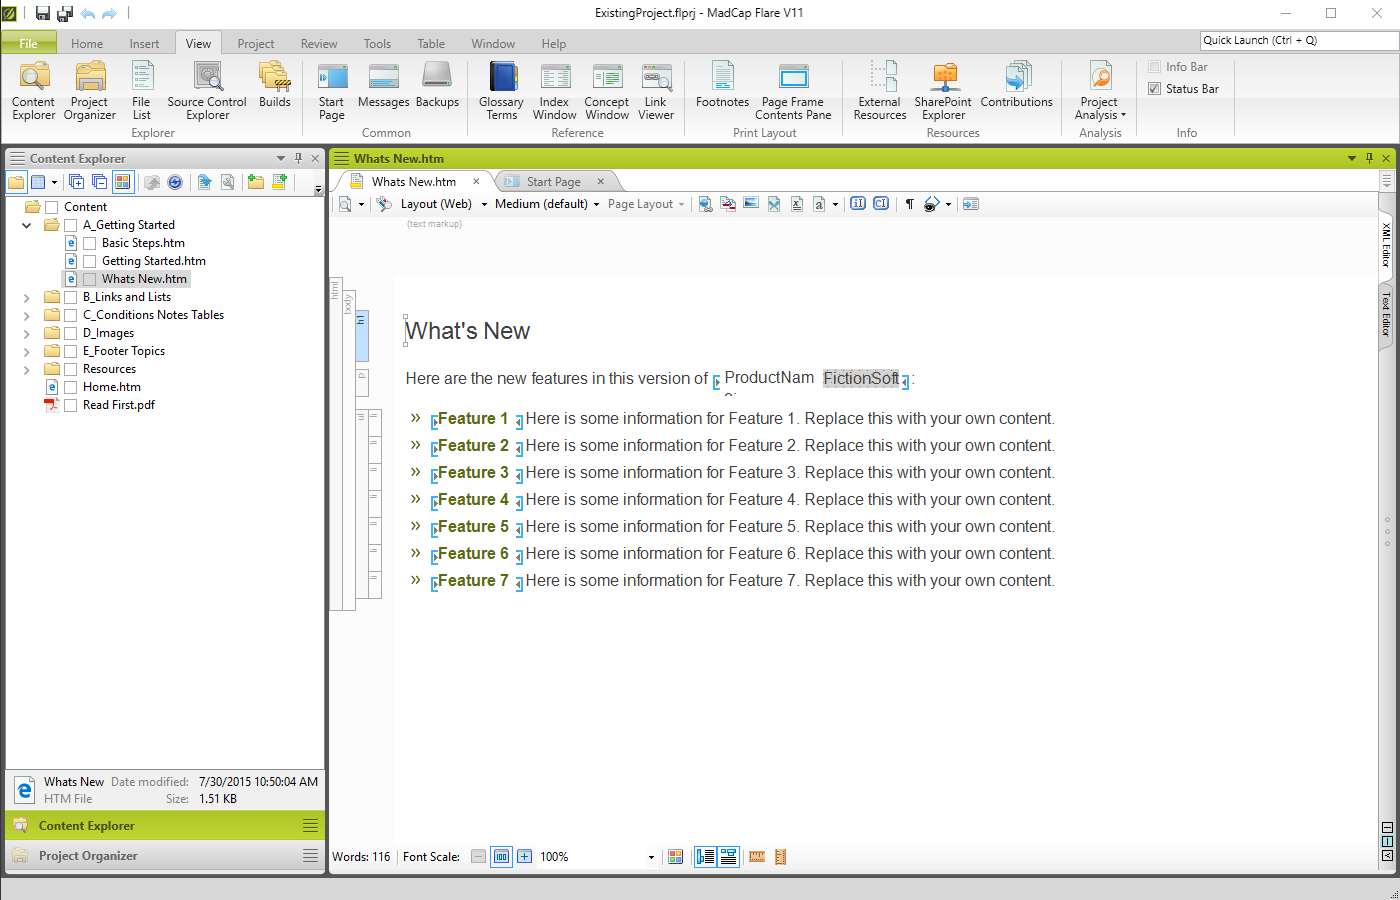 ExistingProject.flprj - MadCap Flare V11
File Home Insert View Project Review Tools Table Window Help
Quick Launch (Ctrl + Q)
Content Explorer
Project Organizer
File List
Source Control Explorer
Builds
Explorer
Start Page
Messages
Backups
Common
Glossary Terms
Index Window
Concept Window
Link Viewer
Reference
Footnotes
Page Frame Contents Pane
Print Layout
External Resources
SharePoint Explorer
Contributions
Resources
Project Analysis
Analysis
Info Bar
Status Bar
Info
Content Explorer
Content
A_Getting Started
Basic Steps.htm
Getting Started.htm
Whats New.htm
B_Links and Lists
C_Conditions Notes Tables
D_Images
E_Footer Topics
Resources
Home.htm
Read First.pdf
Whats New Date modified: 7/30/2015 10:50:04 AM
HTM File Size: 1.51 KB
Content Explorer
Project Organizer
Whats New.htm
Whats New.htm Start Page
Layout (Web) Medium (default) Page Layout
(text markup)
html
body
h1
p
ul
li
li
li
li
li
li
li
What's New
Here are the new features in this version of ProductNam FictionSoft :
» Feature 1 Here is some information for Feature 1. Replace this with your own content.
» Feature 2 Here is some information for Feature 2. Replace this with your own content.
» Feature 3 Here is some information for Feature 3. Replace this with your own content.
» Feature 4 Here is some information for Feature 4. Replace this with your own content.
» Feature 5 Here is some information for Feature 5. Replace this with your own content.
» Feature 6 Here is some information for Feature 6. Replace this with your own content.
» Feature 7 Here is some information for Feature 7. Replace this with your own content.
XML Editor
Text Editor
Words: 116 Font Scale: 100 100%